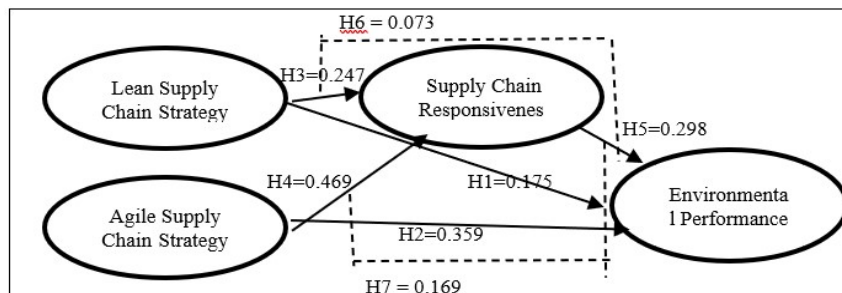 H6 = 0.073
Lean Supply
Chain Strategy
H3=0.247
Supply Chain
Responsivenes
H5=0.298
H4=0.469
H1=0.175
Environmenta
l Performance
Agile Supply
Chain Strategy
H2=0.359
H7 = 0.169